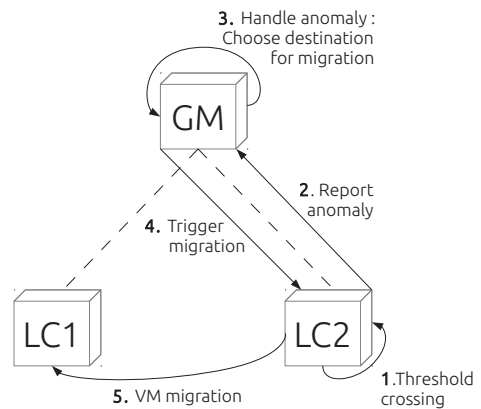 3. Handle anomaly :
Choose destination
for migration
GM
2. Report
anomaly
4. Trigger
migration
LC1
LC2
1.Threshold
crossing
5. VM migration